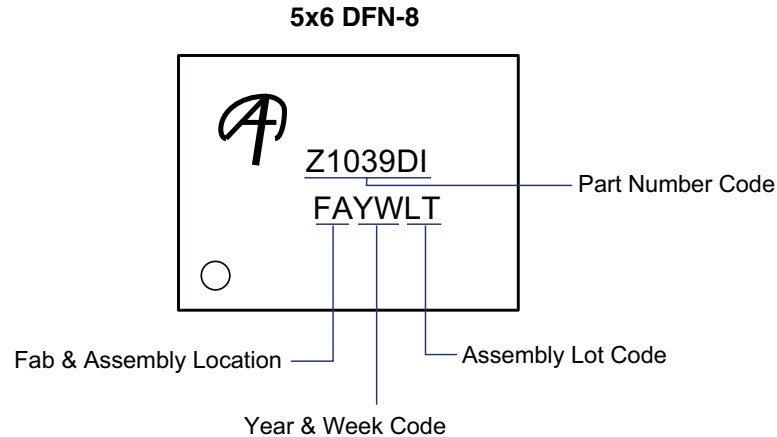 5x6 DFN-8
Z1039DI
Part Number Code
FAYWLT
Fab & Assembly Location
Assembly Lot Code
Year & Week Code